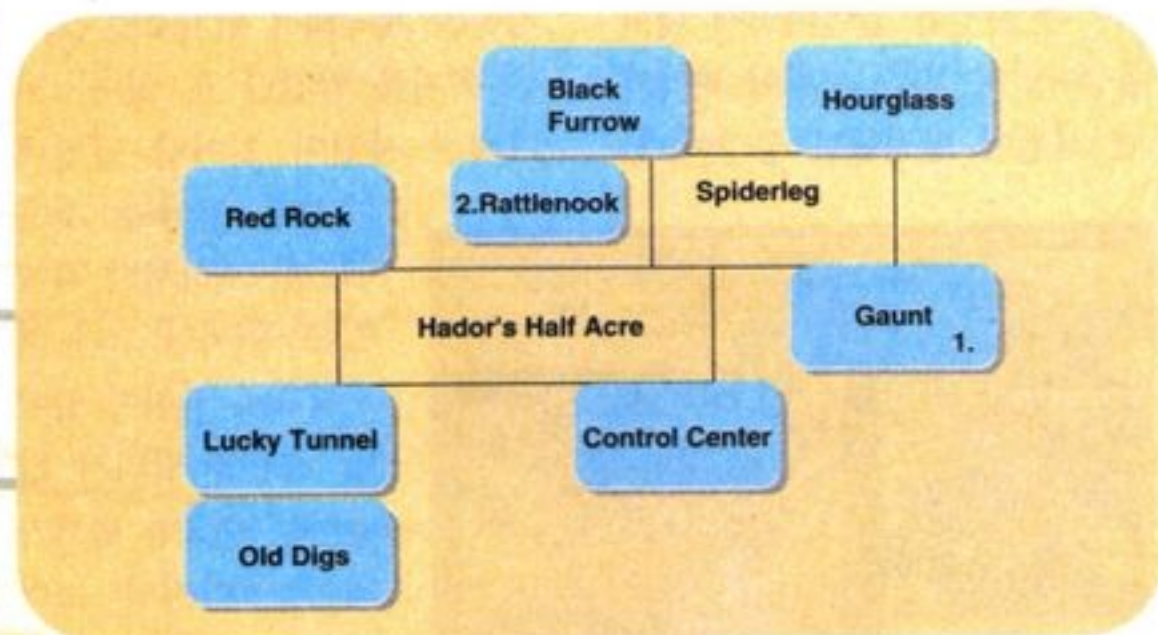 Black
Furrow
Hourglass
2.Rattlenook
Spiderleg
Red Rock
Hador's Half Acre
Gaunt
1.
Lucky Tunnel
Control Center
Old Digs